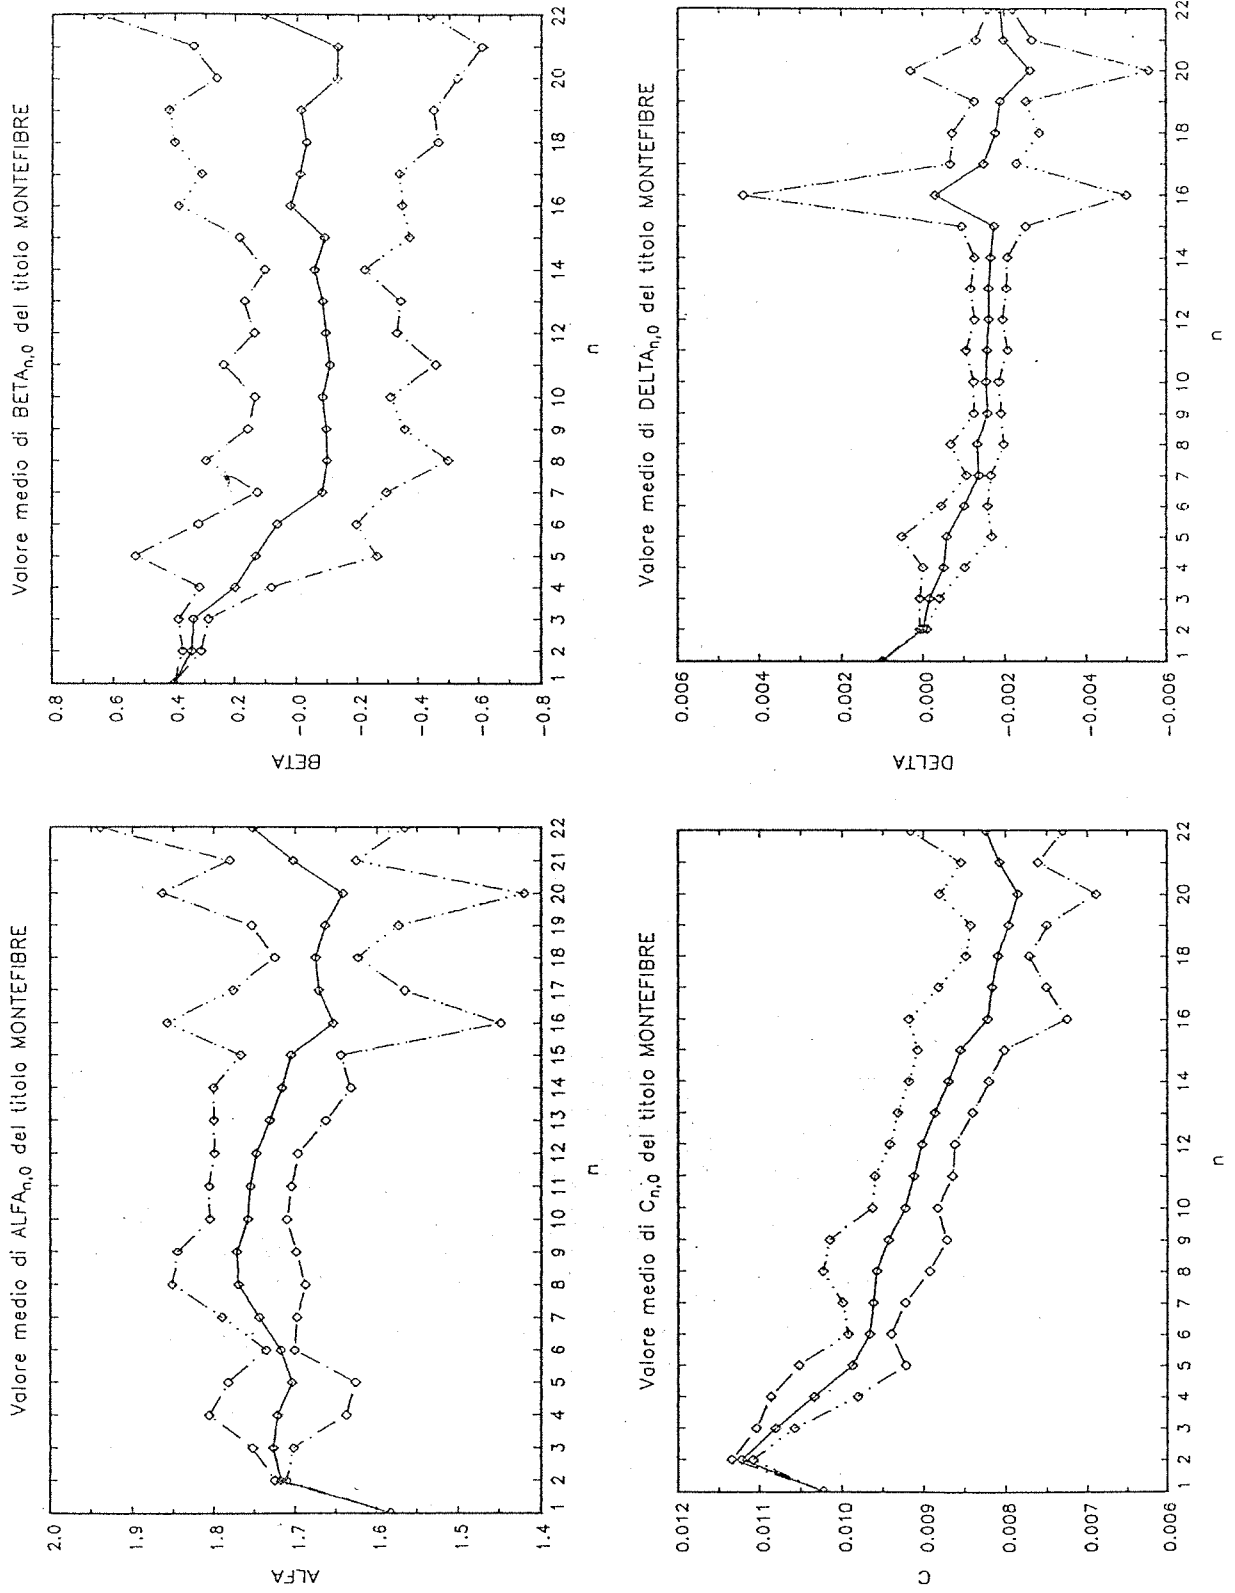 Valore medio di ALFA n,0 del titolo MONTEFIBRE
2.0
1.9
1.8
1.7
1.6
1.5
1.4
ALFA
1 2 3 4 5 6 7 8 9 10 11 12 13 14 15 16 17 18 19 20 21 22
n
Valore medio di BETA n,0 del titolo MONTEFIBRE
0.8
0.6
0.4
0.2
-0.0
-0.2
-0.4
-0.6
-0.8
BETA
1 2 3 4 5 6 7 8 9 10 11 12 14 16 18 20 22
n
Valore medio di C n,0 del titolo MONTEFIBRE
0.012
0.011
0.010
0.009
0.008
0.007
0.006
C
1 2 3 4 5 6 7 8 9 10 11 12 14 16 18 20 22
n
Valore medio di DELTA n,0 del titolo MONTEFIBRE
0.006
0.004
0.002
0.000
-0.002
-0.004
-0.006
DELTA
1 2 3 4 5 6 7 8 9 10 12 14 16 18 20 22
n